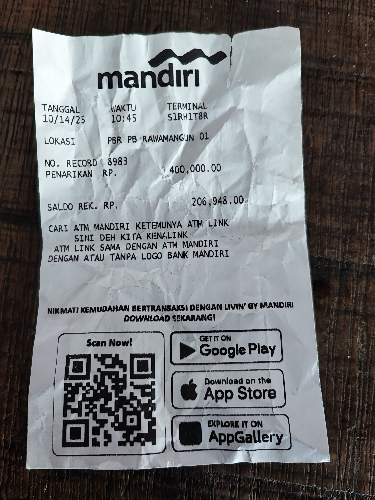 mandiri
TANGGAL WAKTU TERMINAL
10/14/25 10:45 S1RH1T8R
LOKASI PBR PB RAWAMANGUN 01
NO. RECORD 8983
PENARIKAN RP. 400,000.00
SALDO REK. RP. 206,948.00
CARI ATM MANDIRI KETEMUNYA ATM LINK
SINI DEH KITA KENALINK
ATM LINK SAMA DENGAN ATM MANDIRI
DENGAN ATAU TANPA LOGO BANK MANDIRI
NIKMATI KEMUDAHAN BERTRANSAKSI DENGAN LIVIN' BY MANDIRI
DOWNLOAD SEKARANG!
Scan Now!
GET IT ON
Google Play
Download on the
App Store
EXPLORE IT ON
AppGallery